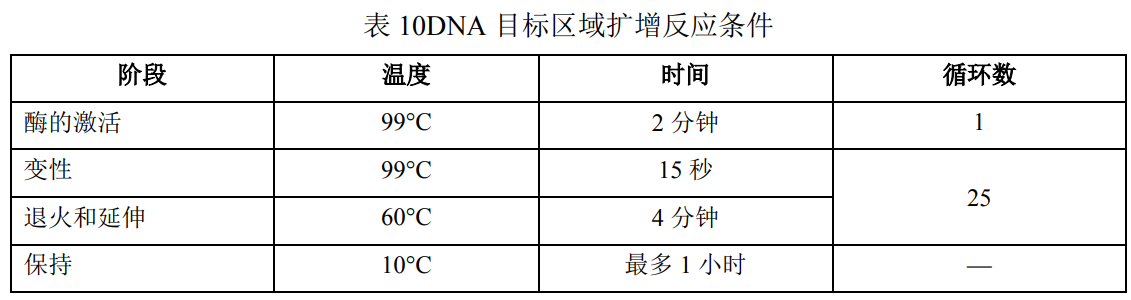 表 10DNA 目标区域扩增反应条件
阶段 温度 时间 循环数
酶的激活 99°C 2 分钟 1
变性 99°C 15 秒 25
退火和延伸 60°C 4 分钟
保持 10°C 最多 1 小时 —